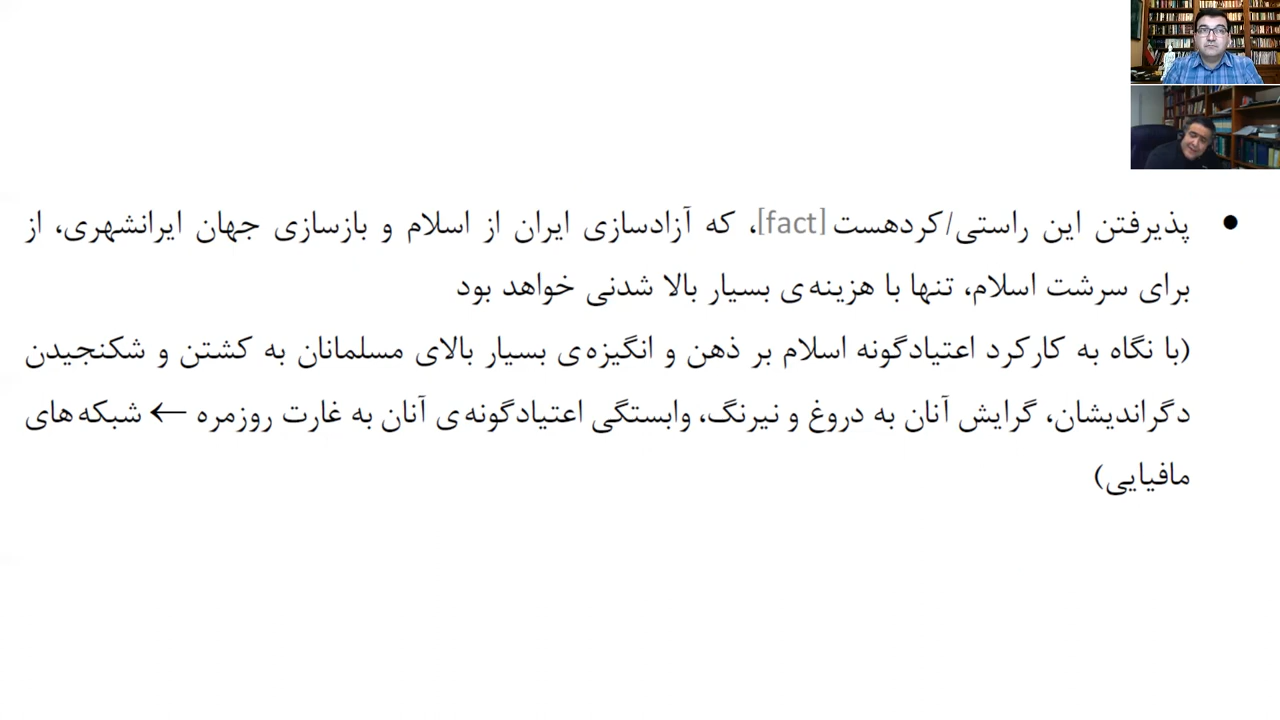 • پذیرفتن این راستی/کردهست [fact]، که آزادسازی ایران از اسلام و بازسازی جهان ایرانشهری، از
برای سرشت اسلام، تنها با هزینه‌ی بسیار بالا شدنی خواهد بود
(با نگاه به کارکرد اعتیادگونه اسلام بر ذهن و انگیزه‌ی بسیار بالای مسلمانان به کشتن و شکنجیدن
دگراندیشان، گرایش آنان به دروغ و نیرنگ، وابستگی اعتیادگونه‌ی آنان به غارت روزمره ← شبکه‌های
مافیایی)